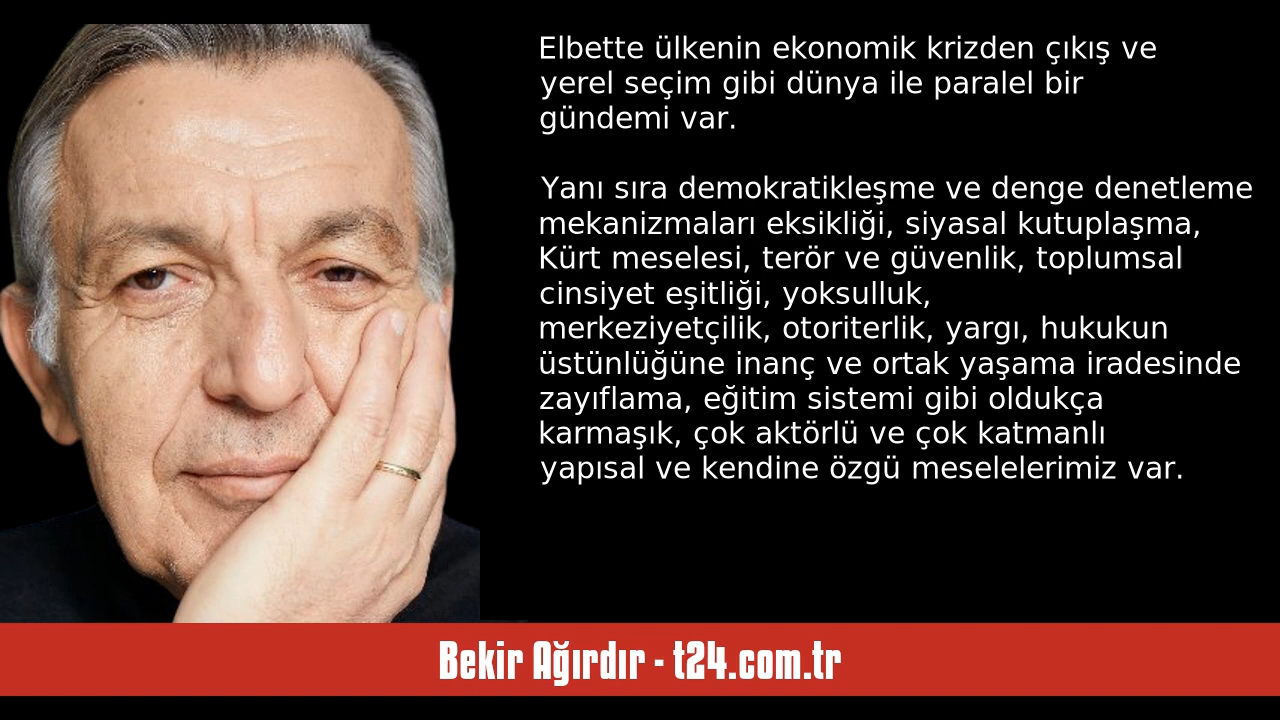 Elbette ülkenin ekonomik krizden çıkış ve
yerel seçim gibi dünya ile paralel bir
gündemi var.
Yanı sıra demokratikleşme ve denge denetleme
mekanizmaları eksikliği, siyasal kutuplaşma,
Kürt meselesi, terör ve güvenlik, toplumsal
cinsiyet eşitliği, yoksulluk,
merkeziyetçilik, otoriterlik, yargı, hukukun
üstünlüğüne inanç ve ortak yaşama iradesinde
zayıflama, eğitim sistemi gibi oldukça
karmaşık, çok aktörlü ve çok katmanlı
yapısal ve kendine özgü meselelerimiz var.
Bekir Ağırdır - t24.com.tr